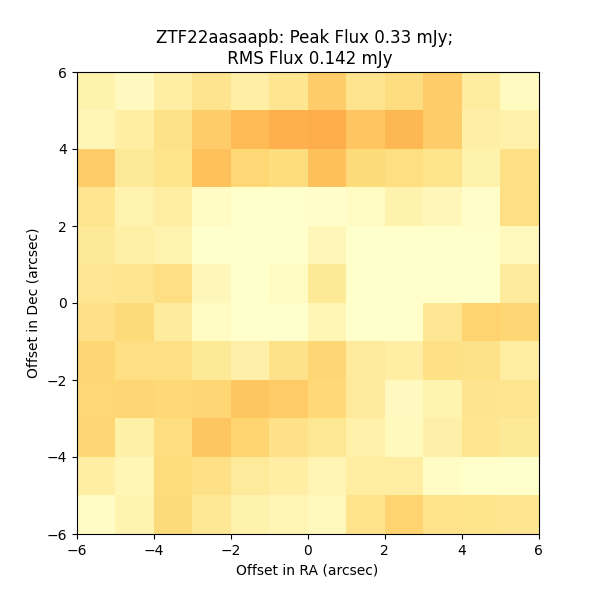 ZTF22aasaapb: Peak Flux 0.33 mJy;
RMS Flux 0.142 mJy
6
4
2
0
−2
−4
−6
Offset in Dec (arcsec)
−6 −4 −2 0 2 4 6
Offset in RA (arcsec)